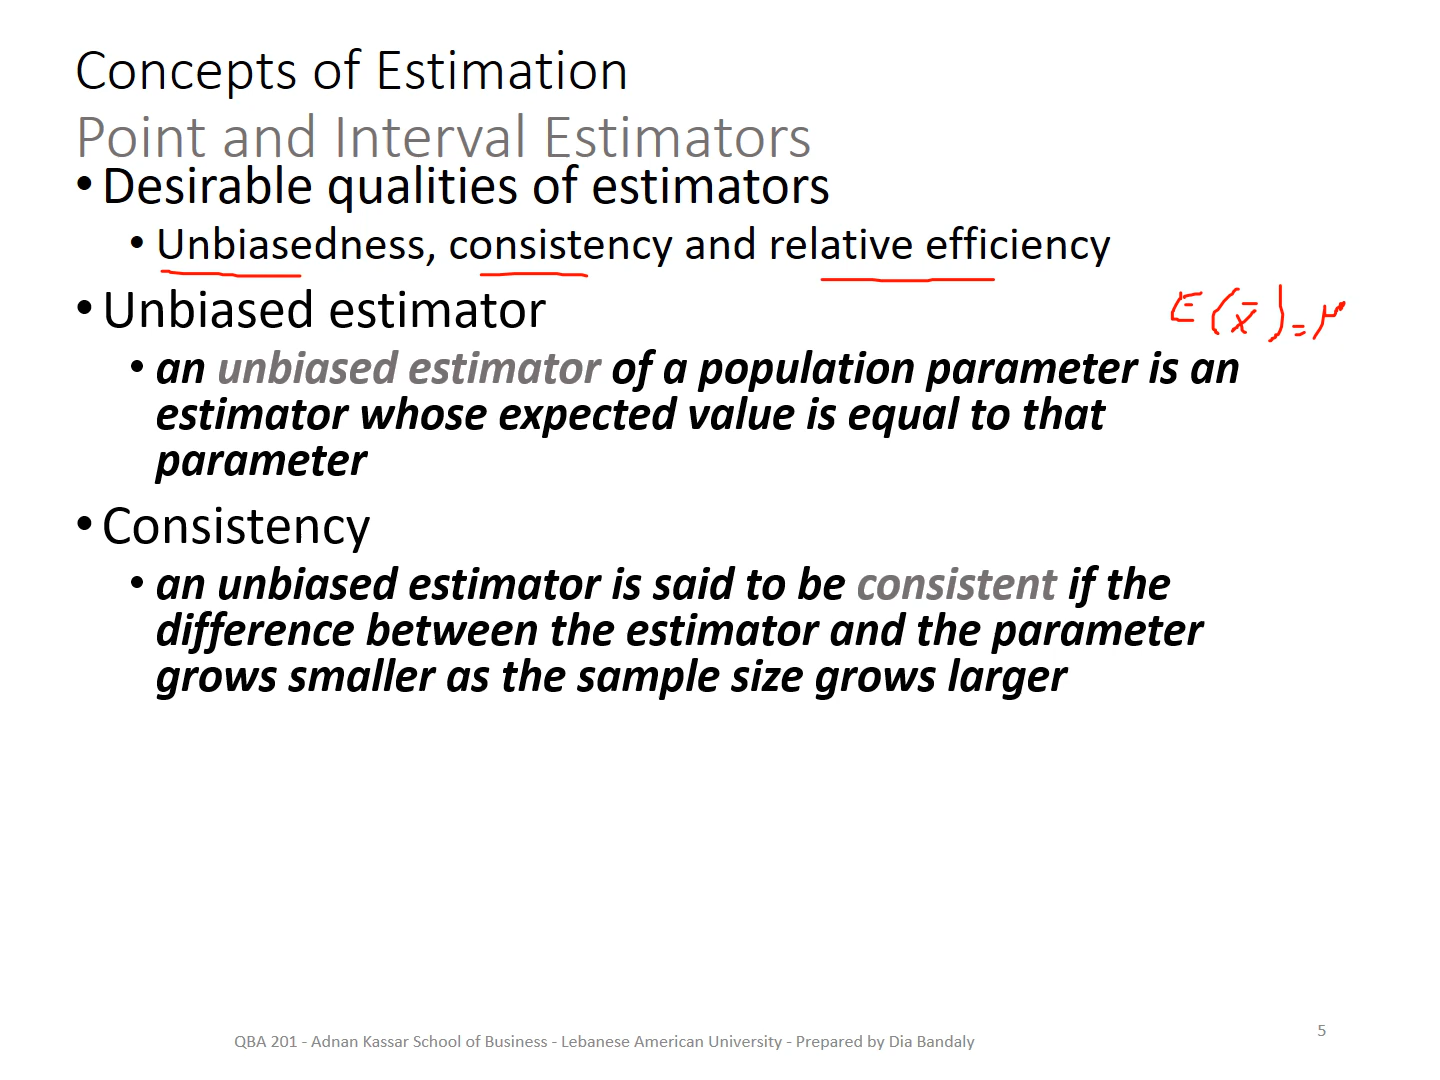 Concepts of Estimation
Point and Interval Estimators
• Desirable qualities of estimators
• Unbiasedness, consistency and relative efficiency
• Unbiased estimator
E(x̄) = μ
• an unbiased estimator of a population parameter is an
estimator whose expected value is equal to that
parameter
• Consistency
• an unbiased estimator is said to be consistent if the
difference between the estimator and the parameter
grows smaller as the sample size grows larger
QBA 201 - Adnan Kassar School of Business - Lebanese American University - Prepared by Dia Bandaly
5